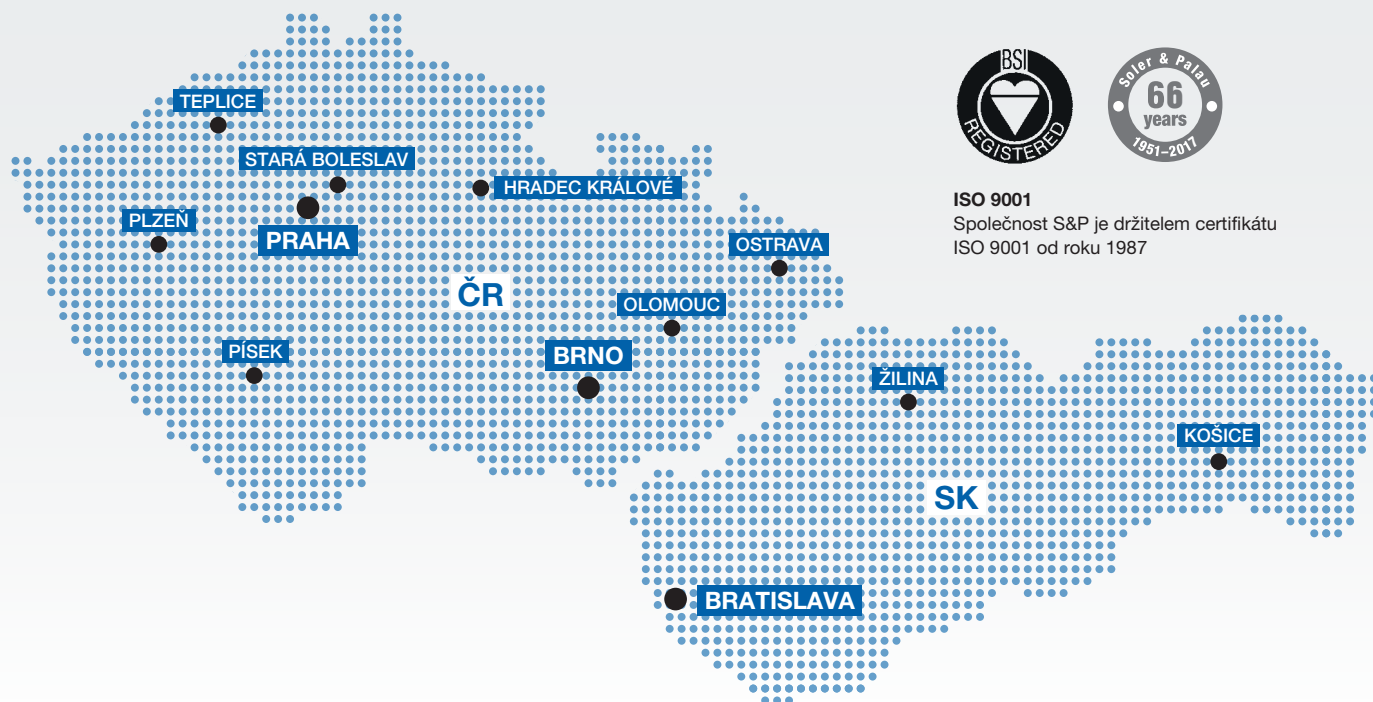 BSI
REGISTERED
Soler & Palau
66
years
1951–2017
ISO 9001
Společnost S&P je držitelem certifikátu
ISO 9001 od roku 1987
TEPLICE
STARÁ BOLESLAV
HRADEC KRÁLOVÉ
PLZEŇ
PRAHA
OSTRAVA
ČR
OLOMOUC
PÍSEK
BRNO
ŽILINA
KOŠICE
SK
BRATISLAVA